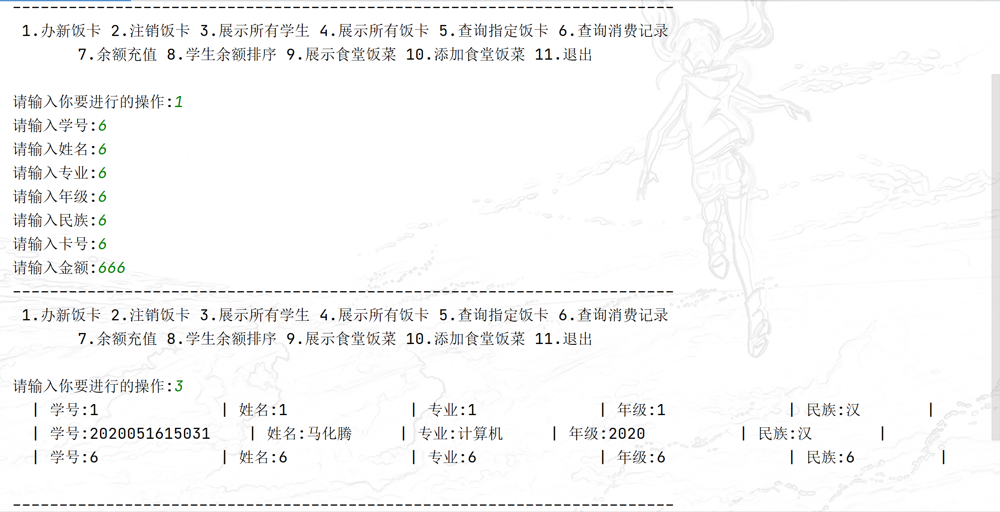 ------------------------------------------------------------------------
1.办新饭卡 2.注销饭卡 3.展示所有学生 4.展示所有饭卡 5.查询指定饭卡 6.查询消费记录
7.余额充值 8.学生余额排序 9.展示食堂饭菜 10.添加食堂饭菜 11.退出
请输入你要进行的操作:1
请输入学号:6
请输入姓名:6
请输入专业:6
请输入年级:6
请输入民族:6
请输入卡号:6
请输入金额:666
------------------------------------------------------------------------
1.办新饭卡 2.注销饭卡 3.展示所有学生 4.展示所有饭卡 5.查询指定饭卡 6.查询消费记录
7.余额充值 8.学生余额排序 9.展示食堂饭菜 10.添加食堂饭菜 11.退出
请输入你要进行的操作:3
| 学号:1 | 姓名:1 | 专业:1 | 年级:1 | 民族:汉 |
| 学号:2020051615031 | 姓名:马化腾 | 专业:计算机 | 年级:2020 | 民族:汉 |
| 学号:6 | 姓名:6 | 专业:6 | 年级:6 | 民族:6 |
------------------------------------------------------------------------